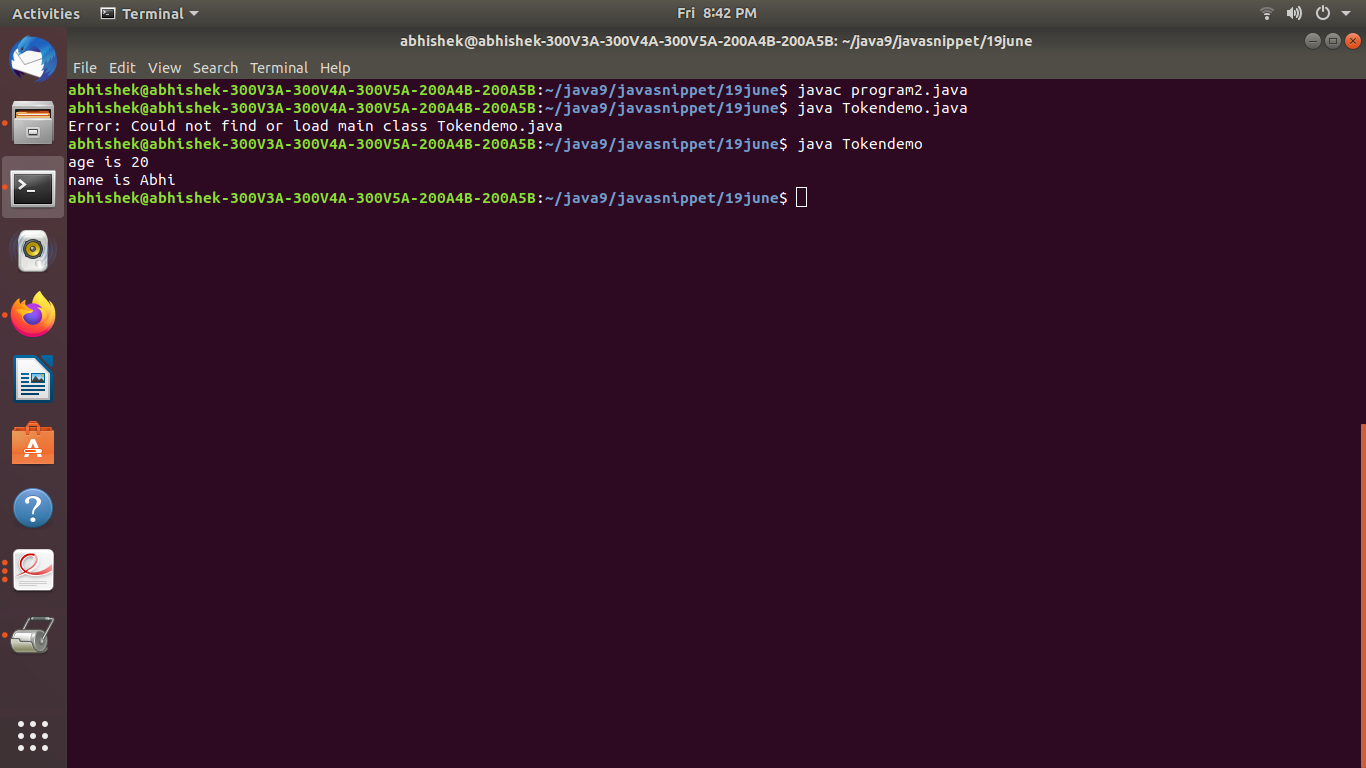 Activities Terminal Fri 8:42 PM
abhishek@abhishek-300V3A-300V4A-300V5A-200A4B-200A5B: ~/java9/javasnippet/19june
File Edit View Search Terminal Help
abhishek@abhishek-300V3A-300V4A-300V5A-200A4B-200A5B:~/java9/javasnippet/19june$ javac program2.java
abhishek@abhishek-300V3A-300V4A-300V5A-200A4B-200A5B:~/java9/javasnippet/19june$ java Tokendemo.java
Error: Could not find or load main class Tokendemo.java
abhishek@abhishek-300V3A-300V4A-300V5A-200A4B-200A5B:~/java9/javasnippet/19june$ java Tokendemo
age is 20
name is Abhi
abhishek@abhishek-300V3A-300V4A-300V5A-200A4B-200A5B:~/java9/javasnippet/19june$